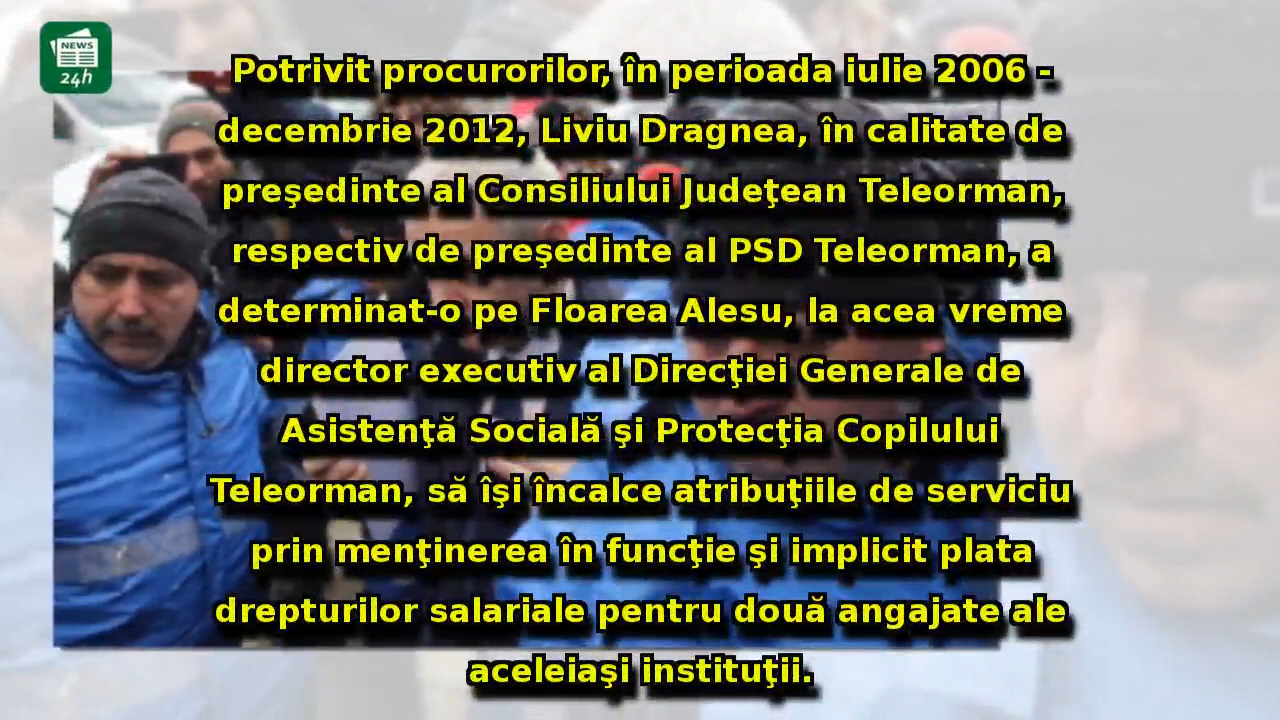 NEWS
24h
Potrivit procurorilor, în perioada iulie 2006 -
decembrie 2012, Liviu Dragnea, în calitate de
preşedinte al Consiliului Judeţean Teleorman,
respectiv de preşedinte al PSD Teleorman, a
determinat-o pe Floarea Alesu, la acea vreme
director executiv al Direcţiei Generale de
Asistenţă Socială şi Protecţia Copilului
Teleorman, să îşi încalce atribuţiile de serviciu
prin menţinerea în funcţie şi implicit plata
drepturilor salariale pentru două angajate ale
aceleiaşi instituţii.